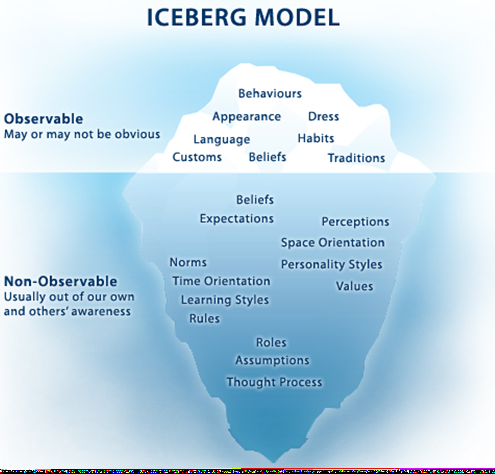 ICEBERG MODEL
Behaviours
Observable
Appearance Dress
May or may not be obvious
Language Habits
Customs Beliefs Traditions
Beliefs
Expectations Perceptions
Space Orientation
Norms Personality Styles
Non-Observable
Time Orientation Values
Usually out of our own
Learning Styles
and others' awareness
Rules
Roles
Assumptions
Thought Process